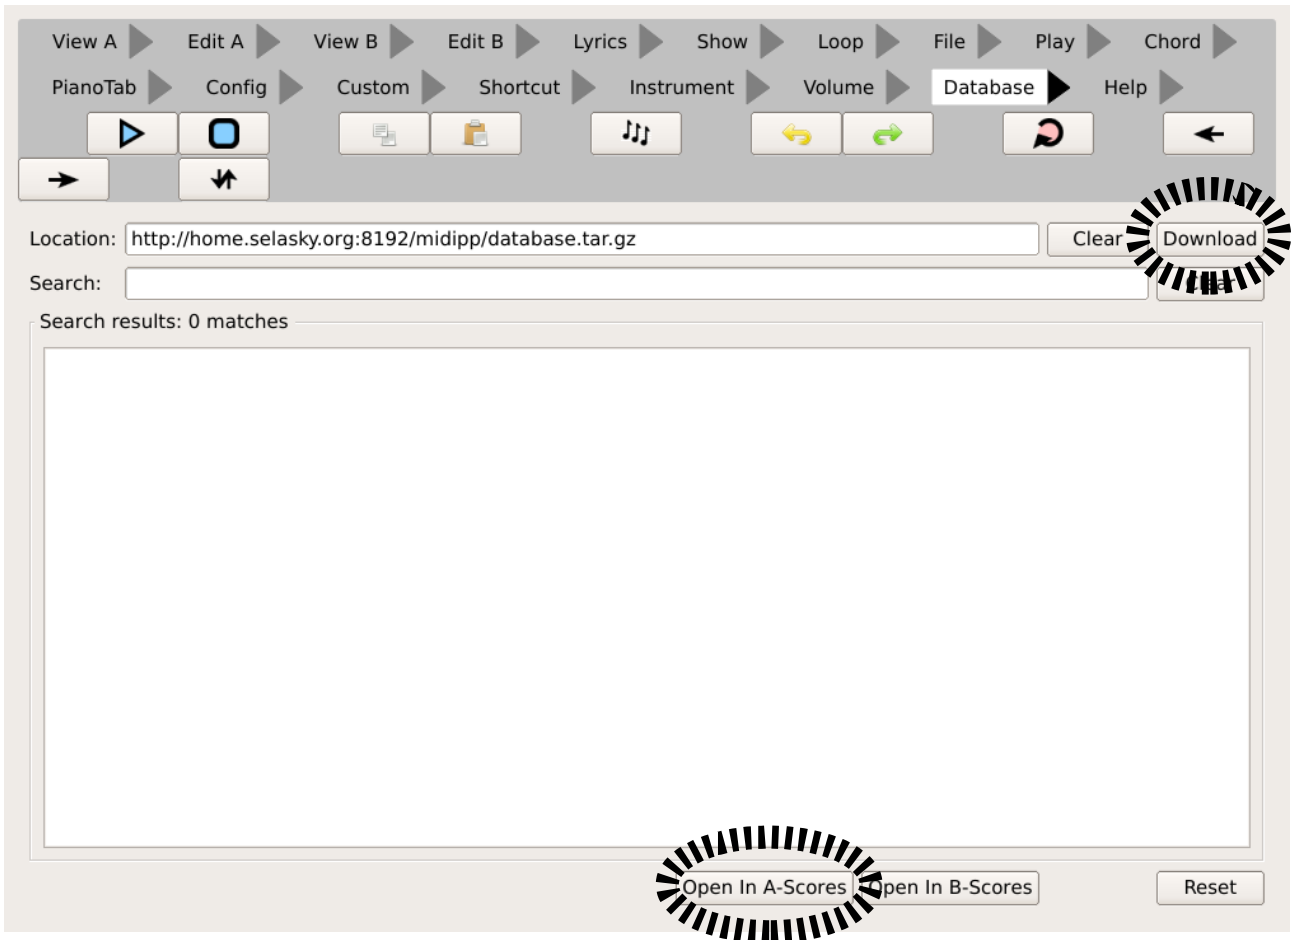 View A Edit A View B Edit B Lyrics Show Loop File Play Chord
PianoTab Config Custom Shortcut Instrument Volume Database Help
Location: http://home.selasky.org:8192/midipp/database.tar.gz Clear Download
Search: Clear
Search results: 0 matches
Open In A-Scores Open In B-Scores Reset